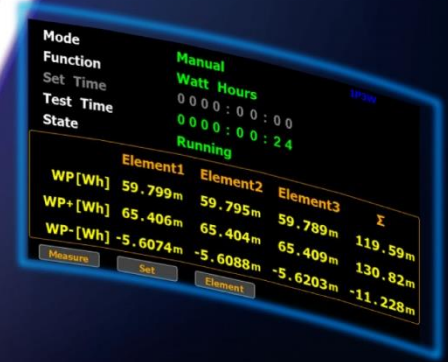 Mode Manual
Function Watt Hours
Set Time 0000:00:00
Test Time 0000:00:24
State Running
Element1 Element2 Element3 Σ
WP[Wh] 59.799m 59.795m 59.789m 119.59m
WP+[Wh] 65.406m 65.404m 65.409m 130.82m
WP-[Wh] -5.6074m -5.6088m -5.6203m -11.228m
Measure Set Element